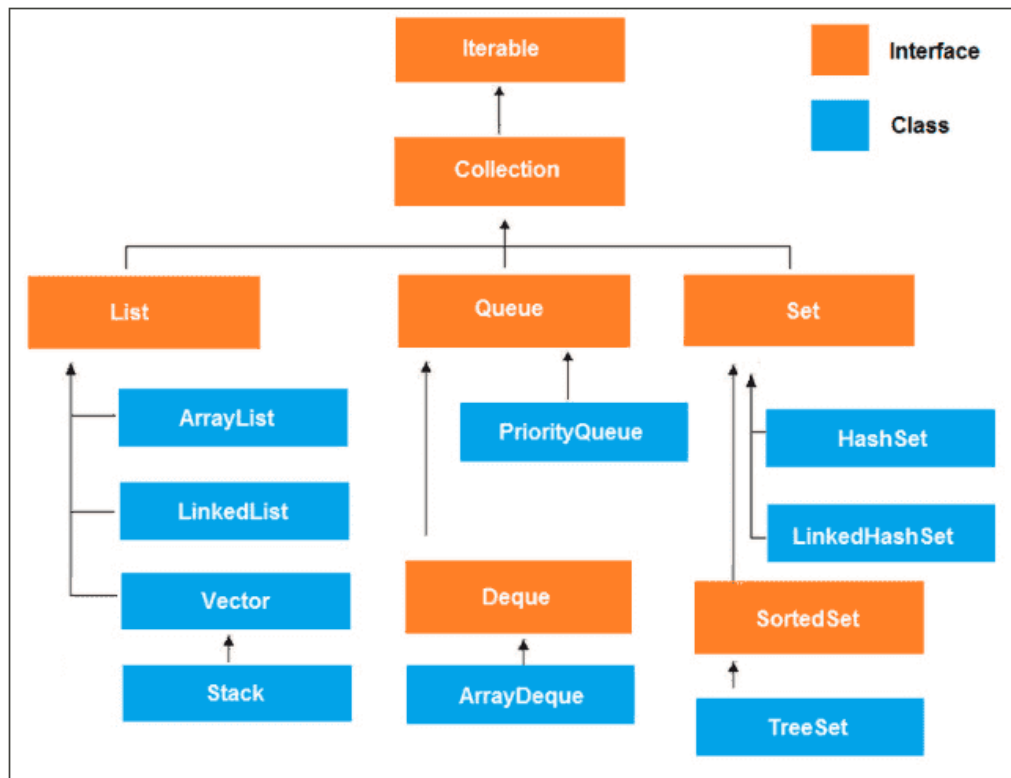 Iterable
Interface
Class
Collection
List
Queue
Set
ArrayList
PriorityQueue
HashSet
LinkedList
LinkedHashSet
Vector
Deque
SortedSet
Stack
ArrayDeque
TreeSet